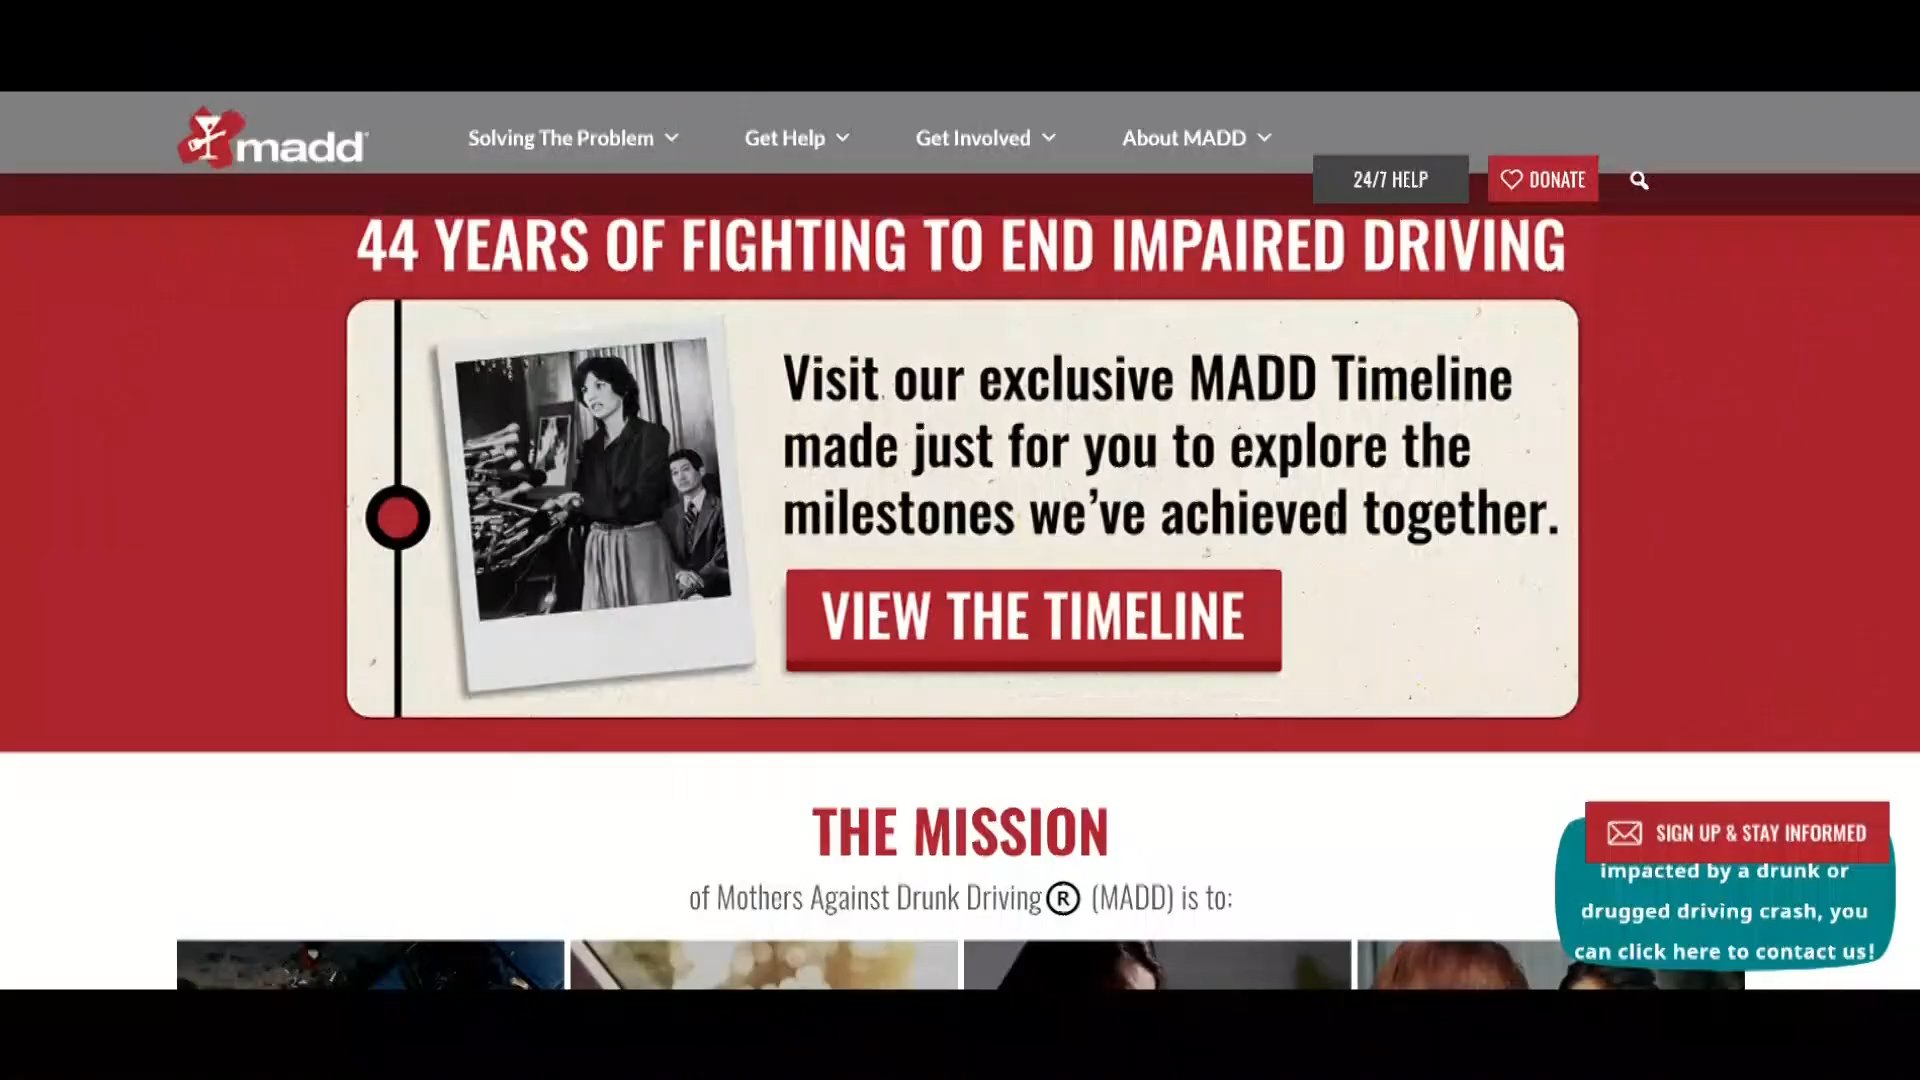 madd
Solving The Problem
Get Help
Get Involved
About MADD
24/7 HELP
DONATE
44 YEARS OF FIGHTING TO END IMPAIRED DRIVING
Visit our exclusive MADD Timeline
made just for you to explore the
milestones we've achieved together.
VIEW THE TIMELINE
THE MISSION
of Mothers Against Drunk Driving® (MADD) is to:
SIGN UP & STAY INFORMED
impacted by a drunk or
drugged driving crash, you
can click here to contact us!